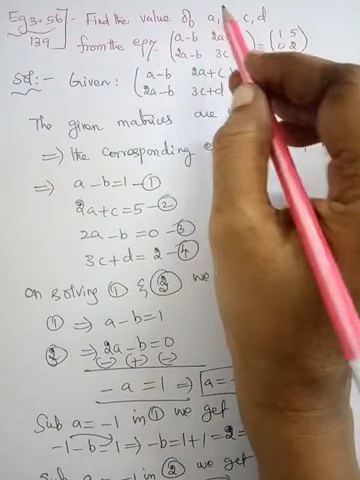 Eg 3.56] :- Find the value of a, c, d
139
from the eqn. (a-b 2a 2a-b 3c ) = (1 5 0 2)
Sol:- Given: (a-b 2a+c 2a-b 3c+d
The given matrices are
=> the corresponding
=> a-b=1-①
2a+c=5-②
2a-b=0-③
3c+d=2-④
On solving ① & ② we
① => a-b=1
② => 2a-b=0
(-) (+) (-)
-a=1 => a=-
Sub a=-1 in ① we get
-1-b=1 => -b=1+1=2=
Sub a=-1 in ② we get